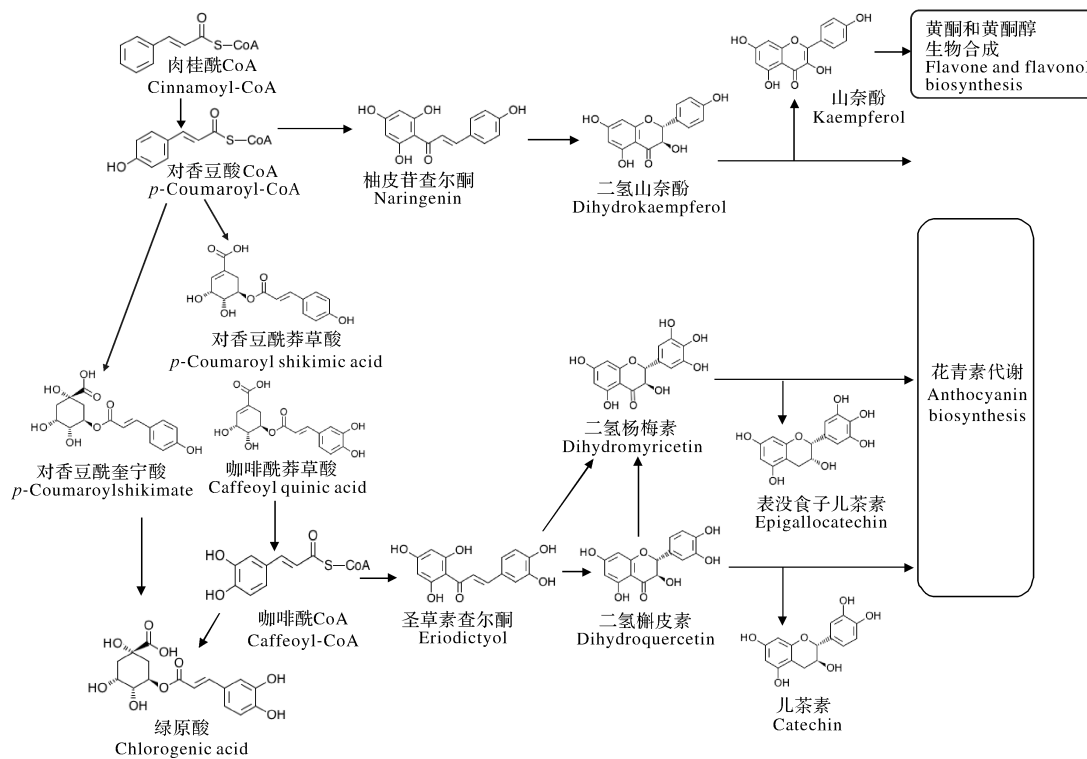 肉桂酰CoA
Cinnamoyl-CoA
对香豆酸CoA
p-Coumaroyl-CoA
柚皮苷查尔酮
Naringenin
二氢山奈酚
Dihydrokaempferol
山奈酚
Kaempferol
黄酮和黄酮醇
生物合成
Flavone and flavonol
biosynthesis
对香豆酰莽草酸
p-Coumaroyl shikimic acid
对香豆酰奎宁酸
p-Coumaroylshikimate
咖啡酰莽草酸
Caffeoyl quinic acid
二氢杨梅素
Dihydromyricetin
表没食子儿茶素
Epigallocatechin
花青素代谢
Anthocyanin
biosynthesis
咖啡酰CoA
Caffeoyl-CoA
圣草素查尔酮
Eriodictyol
二氢槲皮素
Dihydroquercetin
儿茶素
Catechin
绿原酸
Chlorogenic acid